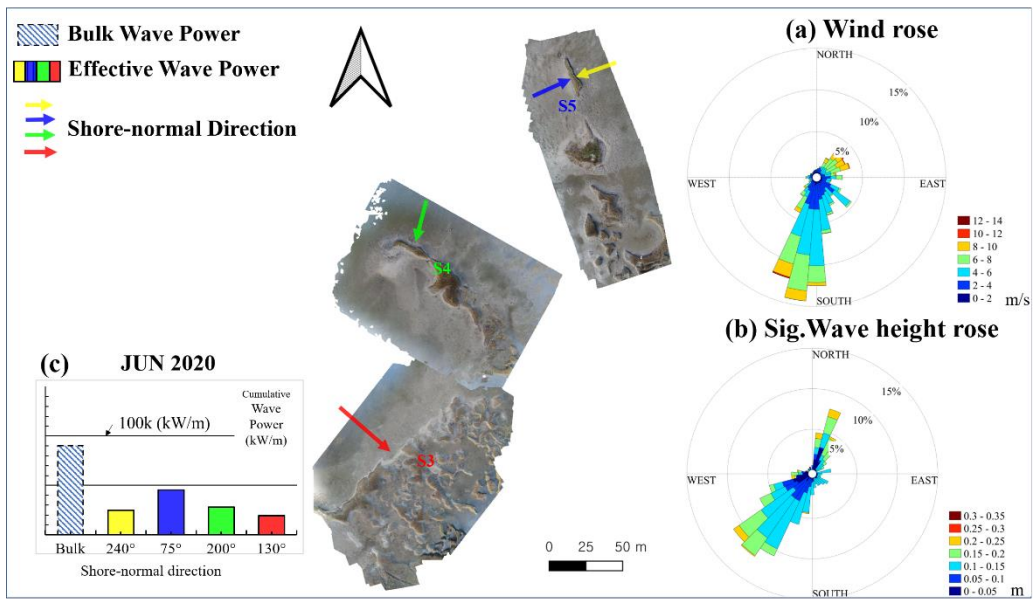 Bulk Wave Power
Effective Wave Power
Shore-normal Direction
S5
S4
S3
0 25 50 m
(a) Wind rose
NORTH
15%
10%
5%
WEST
EAST
SOUTH
12 - 14
10 - 12
8 - 10
6 - 8
4 - 6
2 - 4
0 - 2
m/s
(b) Sig.Wave height rose
NORTH
15%
10%
5%
WEST
EAST
SOUTH
0.3 - 0.35
0.25 - 0.3
0.2 - 0.25
0.15 - 0.2
0.1 - 0.15
0.05 - 0.1
0 - 0.05
m
(c) JUN 2020
Cumulative
Wave
Power
(kW/m)
100k (kW/m)
Bulk 240° 75° 200° 130°
Shore-normal direction